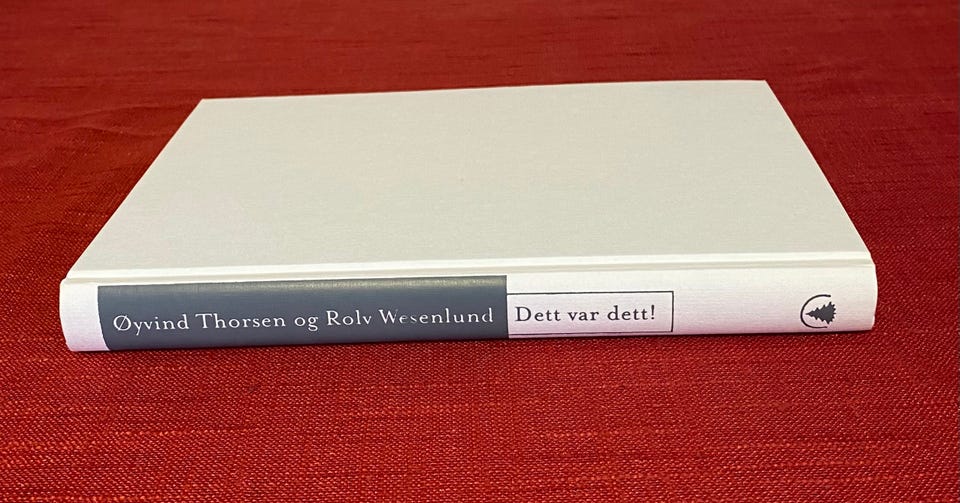 Øyvind Thorsen og Rolv Wesenlund
Dett var dett!